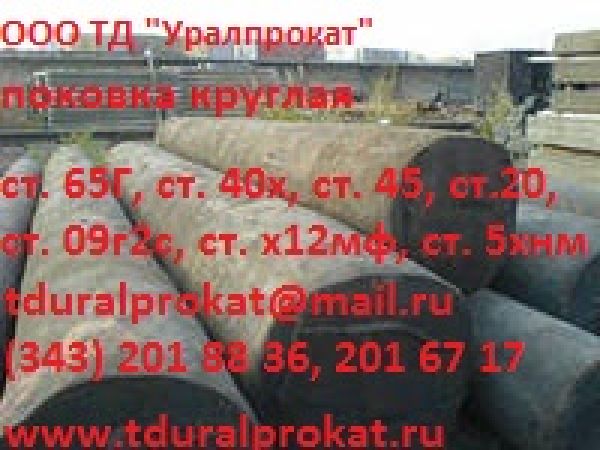 ООО ТД "Уралпрокат"
поковка круглая
ст. 65Г, ст. 40х, ст. 45, ст.20,
ст. 09г2с, ст. х12мф, ст. 5хнм
tduralprokat@mail.ru
(343) 201 88 36, 201 67 17
www.tduralprokat.ru